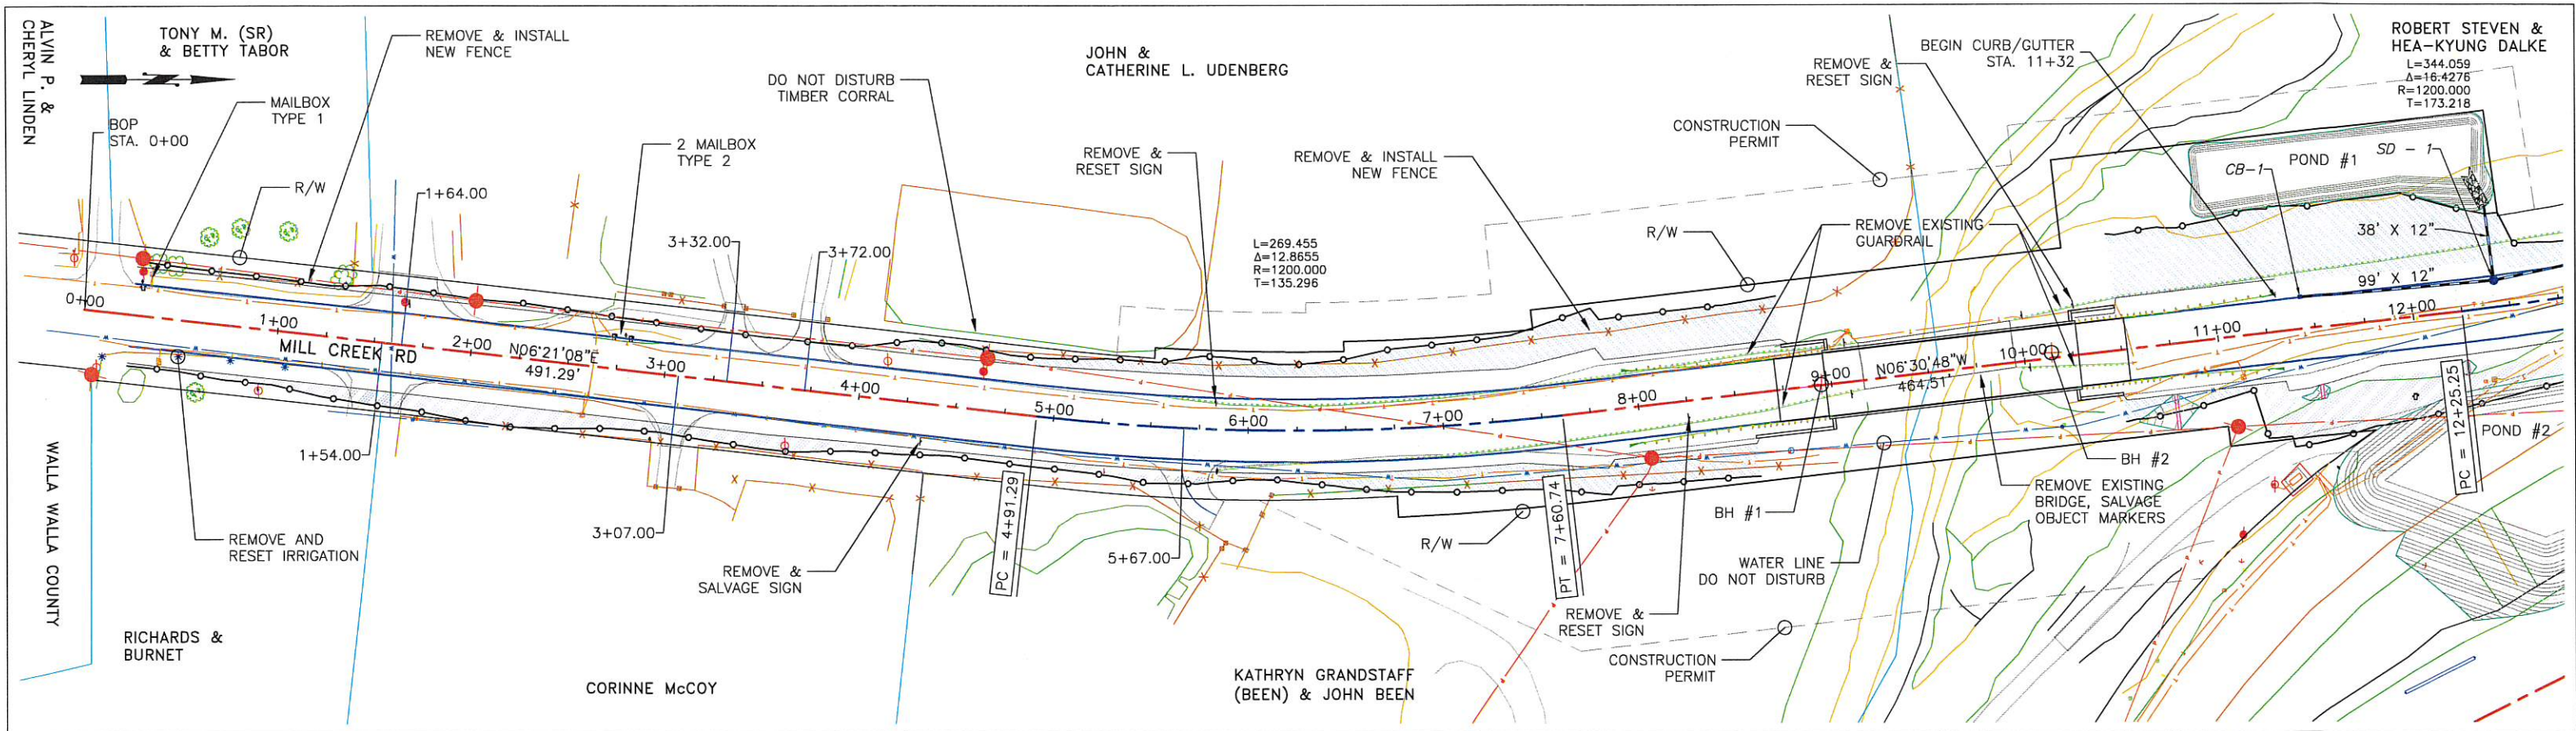 ALVIN P. &
CHERYL LINDEN
TONY M. (SR)
& BETTY TABOR
REMOVE & INSTALL
NEW FENCE
MAILBOX
TYPE 1
BOP
STA. 0+00
R/W
1+64.00
2 MAILBOX
TYPE 2
DO NOT DISTURB
TIMBER CORRAL
3+32.00
3+72.00
JOHN &
CATHERINE L. UDENBERG
REMOVE &
RESET SIGN
L=269.455
Δ=12.8655
R=1200.000
T=135.296
REMOVE & INSTALL
NEW FENCE
CONSTRUCTION
PERMIT
R/W
REMOVE EXISTING
GUARDRAIL
REMOVE &
RESET SIGN
BEGIN CURB/GUTTER
STA. 11+32
ROBERT STEVEN &
HEA-KYUNG DALKE
L=344.059
Δ=16.4276
R=1200.000
T=173.218
CB-1
POND #1
SD - 1
38' X 12"
99' X 12"
0+00
1+00
2+00
3+00
4+00
5+00
6+00
7+00
8+00
9+00
10+00
11+00
12+00
MILL CREEK RD
N06°21'08"E
491.29'
N06°30'48"W
464.51'
1+54.00
REMOVE AND
RESET IRRIGATION
3+07.00
REMOVE &
SALVAGE SIGN
PC = 4+91.29
5+67.00
R/W
PT = 7+60.74
REMOVE &
RESET SIGN
BH #1
WATER LINE
DO NOT DISTURB
CONSTRUCTION
PERMIT
BH #2
REMOVE EXISTING
BRIDGE, SALVAGE
OBJECT MARKERS
PC = 12+25.25
POND #2
WALLA WALLA COUNTY
RICHARDS &
BURNET
CORINNE McCOY
KATHRYN GRANDSTAFF
(BEEN) & JOHN BEEN